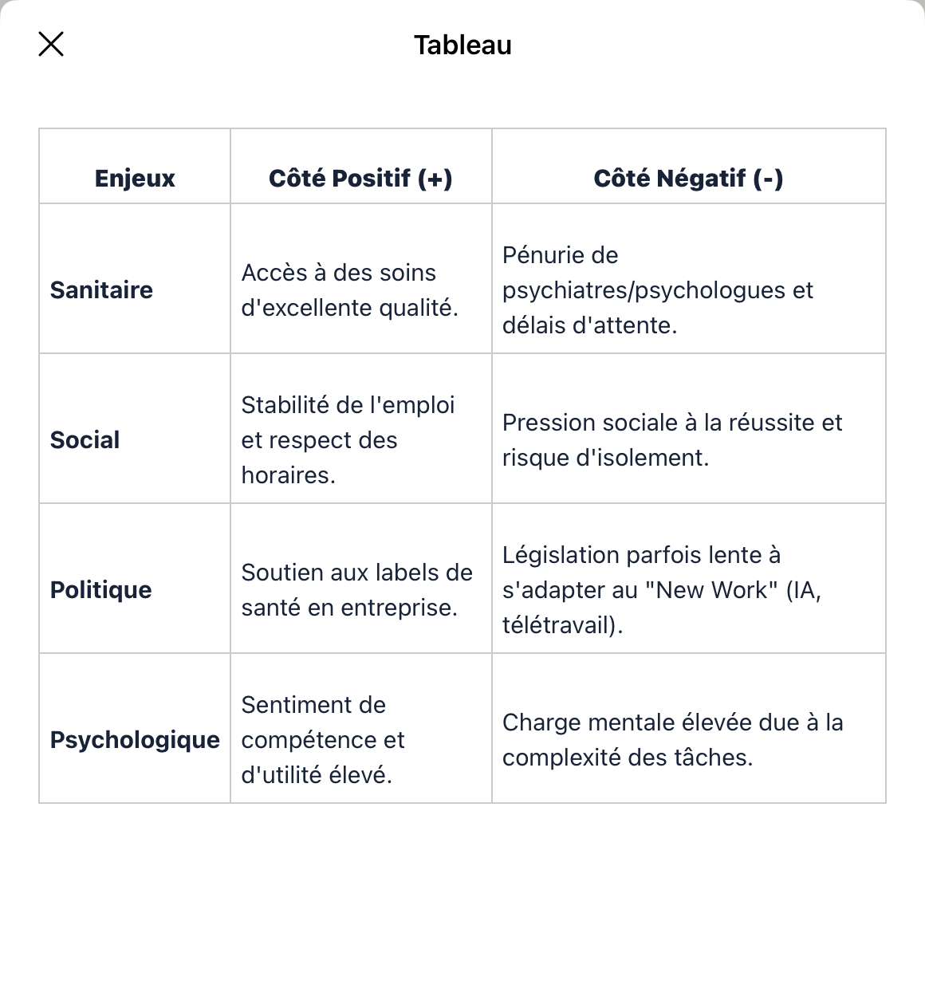 Tableau
Enjeux
Côté Positif (+)
Côté Négatif (-)
Sanitaire
Accès à des soins
d'excellente qualité.
Pénurie de
psychiatres/psychologues et
délais d'attente.
Social
Stabilité de l'emploi
et respect des
horaires.
Pression sociale à la réussite et
risque d'isolement.
Politique
Soutien aux labels de
santé en entreprise.
Législation parfois lente à
s'adapter au "New Work" (IA,
télétravail).
Psychologique
Sentiment de
compétence et
d'utilité élevé.
Charge mentale élevée due à la
complexité des tâches.